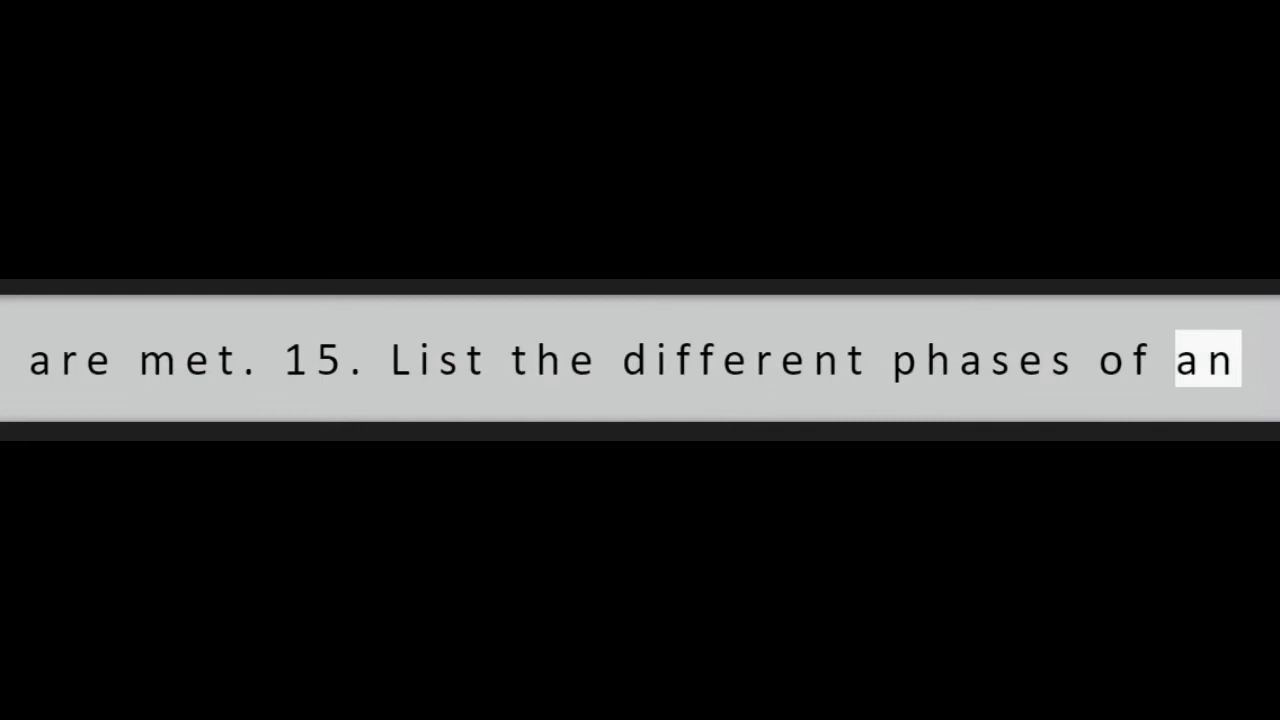 are met. 15. List the different phases of an